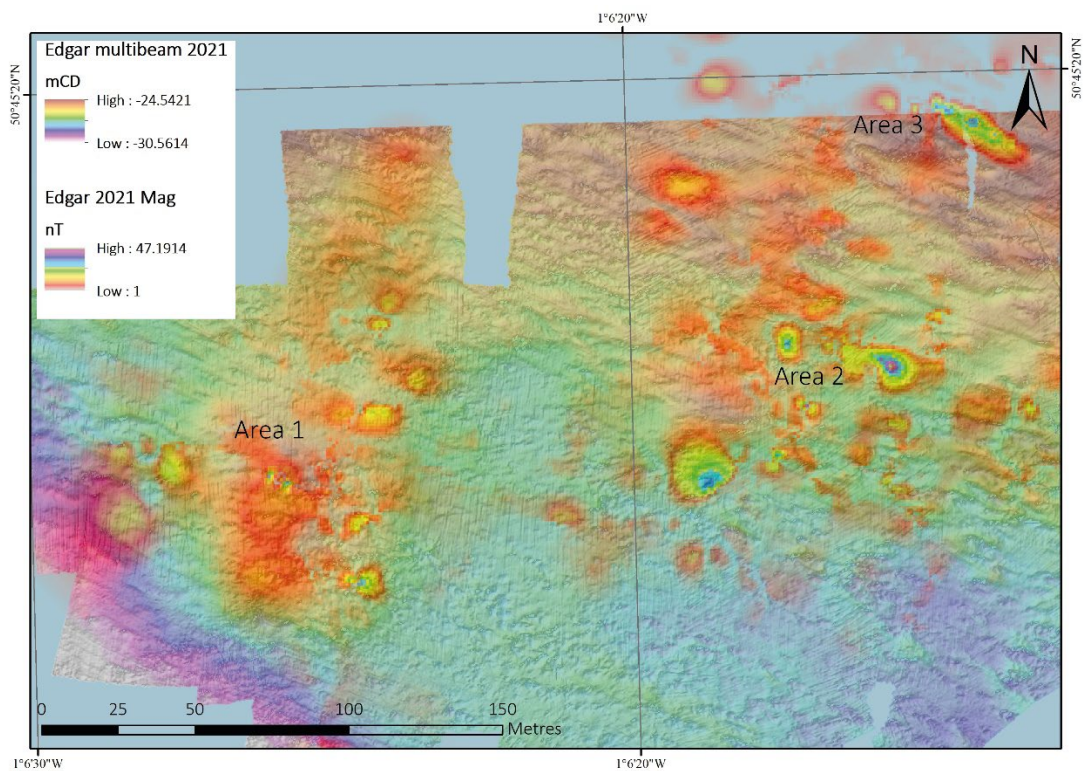 1°6'20"W
Edgar multibeam 2021
mCD
High : -24.5421
Low : -30.5614
Edgar 2021 Mag
nT
High : 47.1914
Low : 1
50°45'20"N
50°45'20"N
N
Area 3
Area 2
Area 1
0 25 50 100 150
Metres
1°6'30"W
1°6'20"W